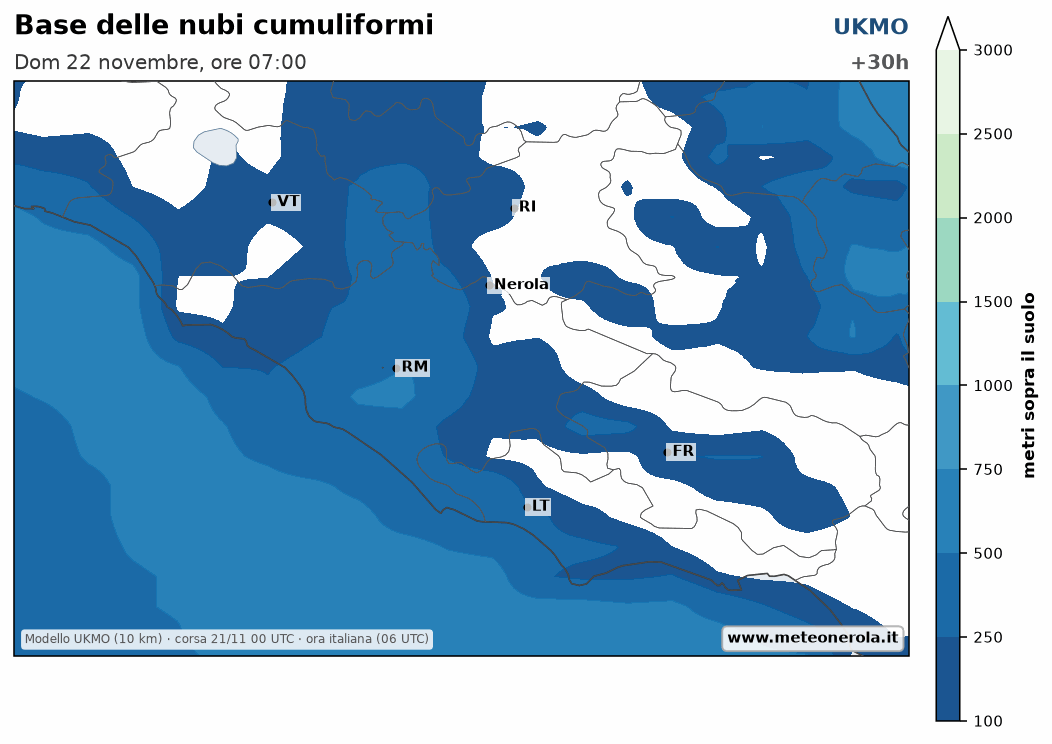 Base delle nubi cumuliformi
UKMO
Dom 22 novembre, ore 07:00
+30h
VT
RI
Nerola
RM
FR
LT
Modello UKMO (10 km) · corsa 21/11 00 UTC · ora italiana (06 UTC)
www.meteonerola.it
3000
2500
2000
1500
1000
750
500
250
100
metri sopra il suolo